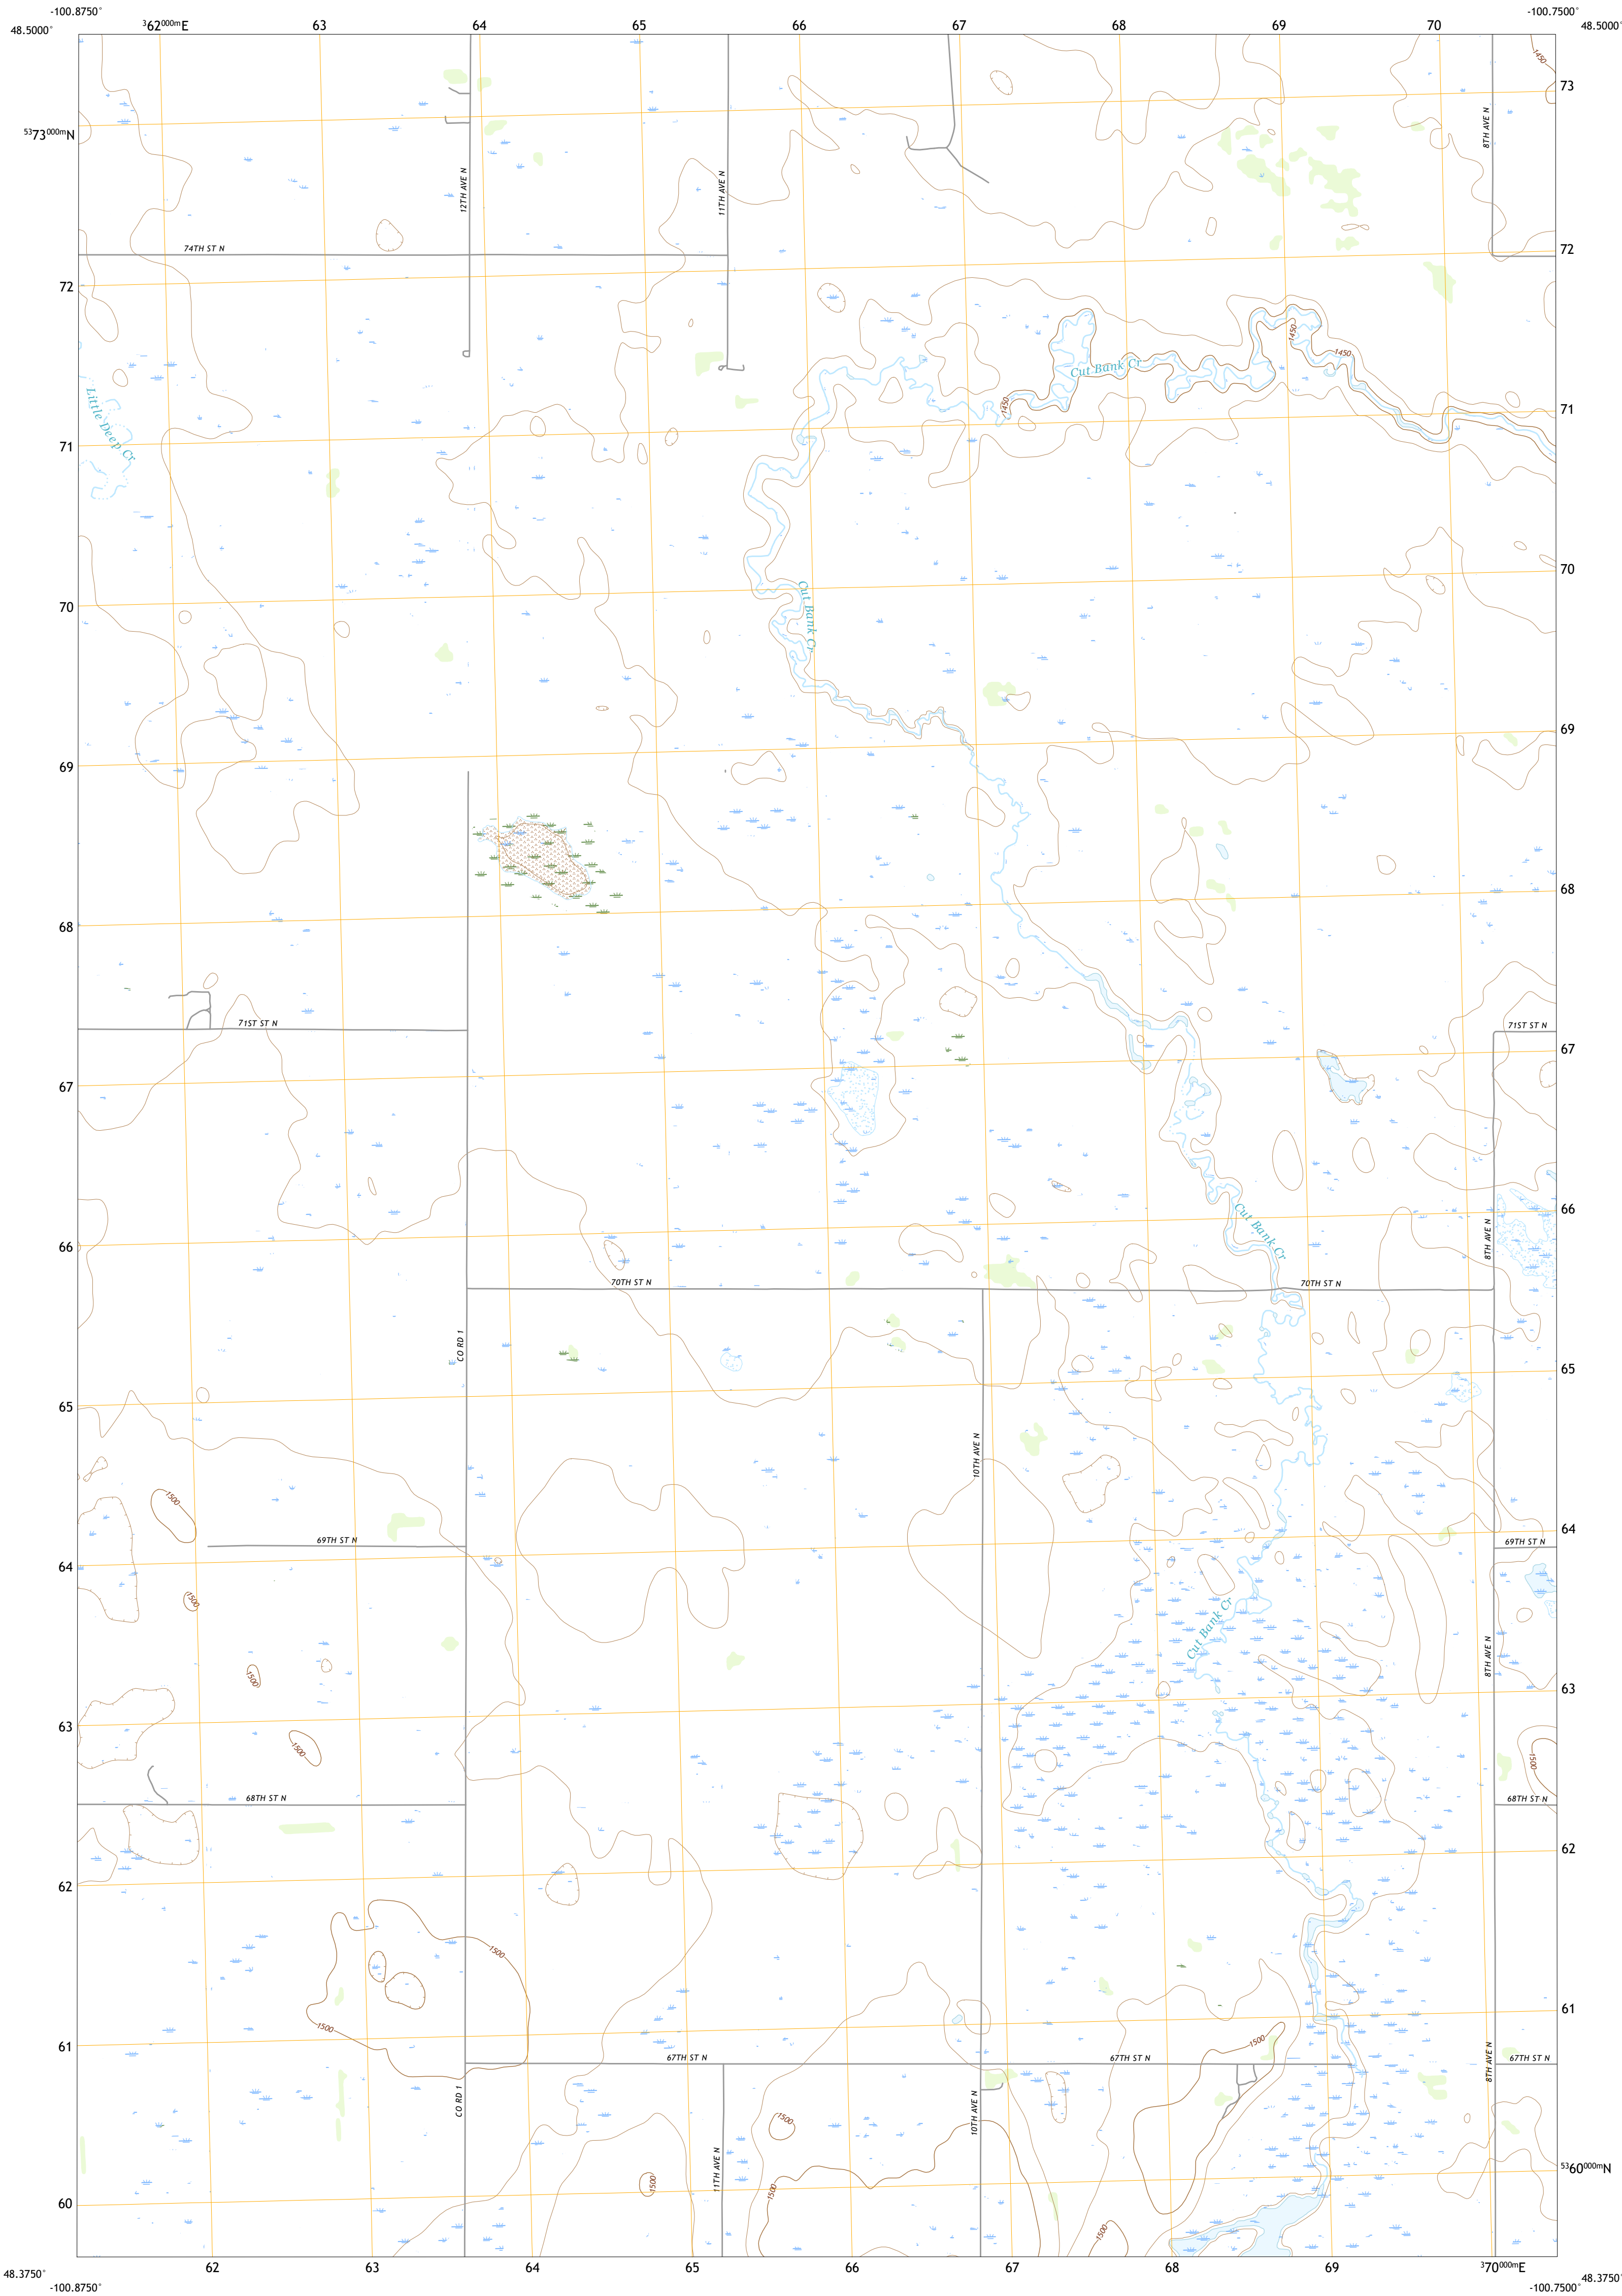 -100.8750°
-100.7500°
48.5000°
³62⁰⁰⁰ᵐE
63
64
65
66
67
68
69
70
48.5000°
1450
73
⁵³73⁰⁰⁰ᵐN
8TH AVE N
12TH AVE N
11TH AVE N
74TH ST N
72
72
1450
1450
Cut Bank Cr
Little Deep Cr
1450
71
71
70
Cut Bank Cr
70
69
69
68
68
71ST ST N
71ST ST N
67
67
66
Cut Bank Cr
8TH AVE N
66
70TH ST N
70TH ST N
CO RD 1
65
65
10TH AVE N
1500
64
69TH ST N
69TH ST N
64
1500
Cut Bank Cr
8TH AVE N
1500
63
63
1500
1500
68TH ST N
68TH ST N
62
62
1500
1500
61
61
1500
67TH ST N
67TH ST N
67TH ST N
8TH AVE N
CO RD 1
10TH AVE N
1500
11TH AVE N
⁵³60⁰⁰⁰ᵐN
1500
1500
60
1500
48.3750°
62
63
64
65
66
67
68
69
³70⁰⁰⁰ᵐE
48.3750°
-100.8750°
-100.7500°